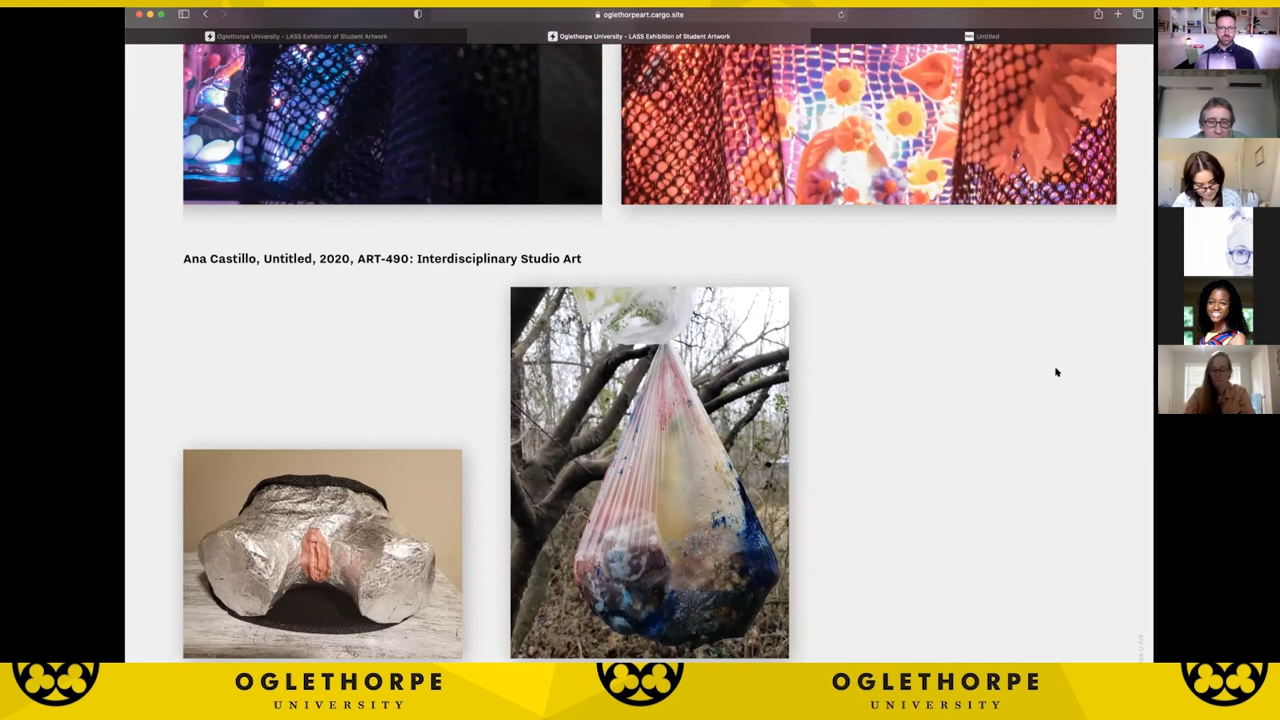 oglethorpeart.cargo.site
Oglethorpe University – LASS Exhibition of Student Artwork
Oglethorpe University – LASS Exhibition of Student Artwork
Untitled
Ana Castillo, Untitled, 2020, ART-490: Interdisciplinary Studio Art
OGLETHORPE
UNIVERSITY
OGLETHORPE
UNIVERSITY